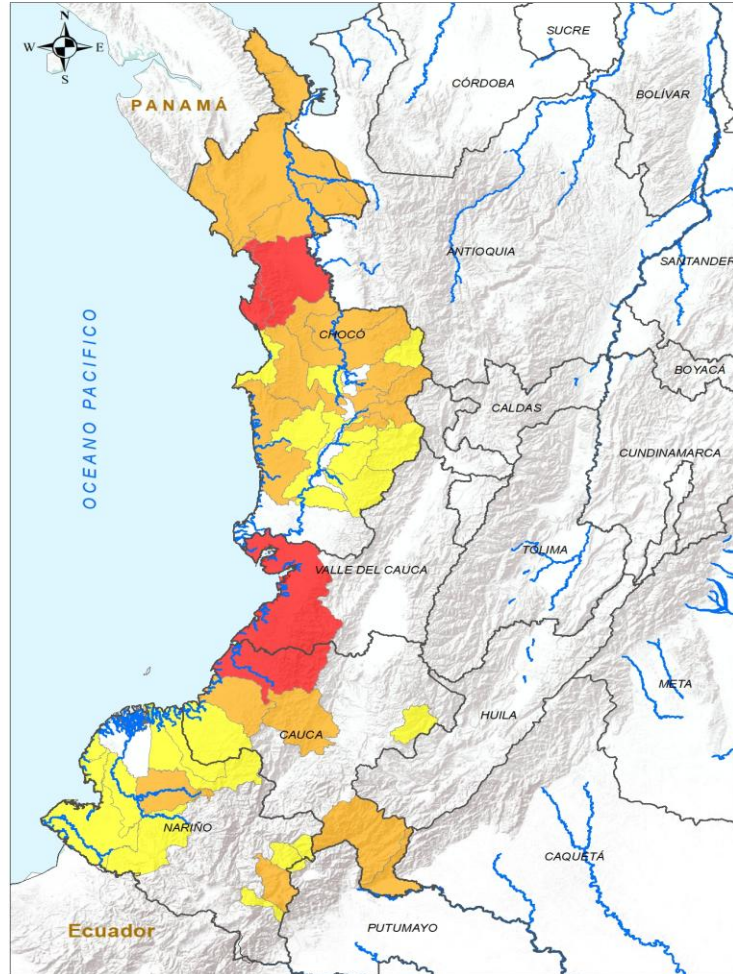 N
W E
S
SUCRE
CÓRDOBA
BOLÍVAR
PANAMÁ
ANTIOQUIA
SANTANDER
OCEANO PACIFICO
CHOCÓ
BOYACÁ
CALDAS
CUNDINAMARCA
TOLIMA
VALLE DEL CAUCA
META
HUILA
CAUCA
NARIÑO
CAQUETÁ
PUTUMAYO
Ecuador